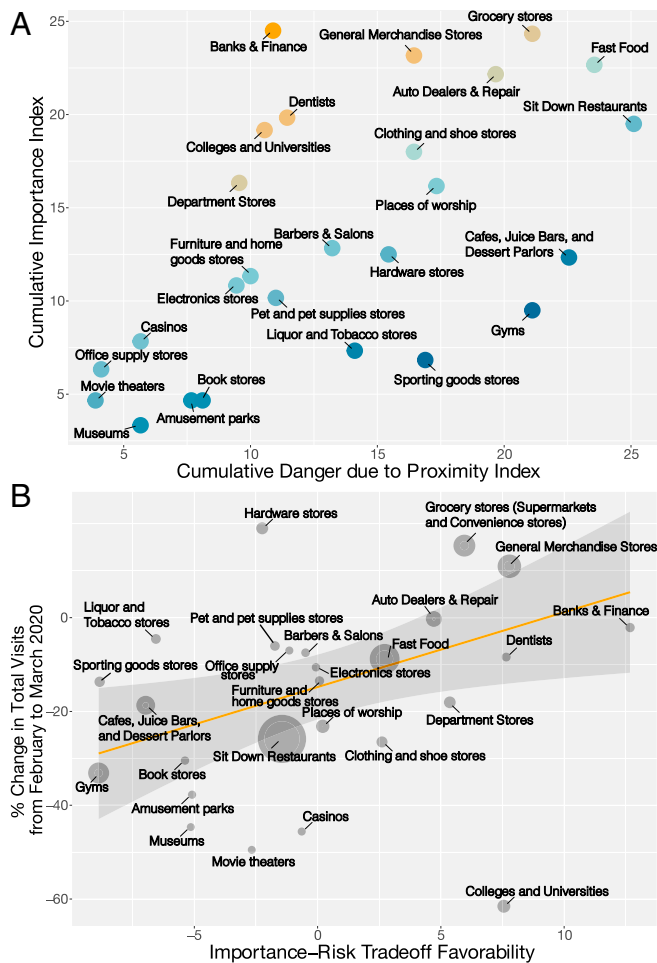 A
Cumulative Importance Index
25
20
15
10
5
Banks & Finance
General Merchandise Stores
Grocery stores
Fast Food
Auto Dealers & Repair
Sit Down Restaurants
Dentists
Colleges and Universities
Clothing and shoe stores
Department Stores
Places of worship
Barbers & Salons
Cafes, Juice Bars, and
Dessert Parlors
Furniture and home
goods stores
Hardware stores
Electronics stores
Pet and pet supplies stores
Casinos
Liquor and Tobacco stores
Gyms
Office supply stores
Sporting goods stores
Movie theaters
Book stores
Amusement parks
Museums
5
10
15
20
25
Cumulative Danger due to Proximity Index
B
% Change in Total Visits
from February to March 2020
0
−20
−40
−60
Hardware stores
Grocery stores (Supermarkets
and Convenience stores)
General Merchandise Stores
Liquor and
Tobacco stores
Pet and pet supplies stores
Auto Dealers & Repair
Banks & Finance
Barbers & Salons
Fast Food
Dentists
Sporting goods stores
Office supply
stores
Electronics stores
Furniture and
home goods stores
Cafes, Juice Bars,
and Dessert Parlors
Places of worship
Department Stores
Sit Down Restaurants
Clothing and shoe stores
Gyms
Book stores
Amusement parks
Casinos
Museums
Movie theaters
Colleges and Universities
−5
0
5
10
Importance−Risk Tradeoff Favorability